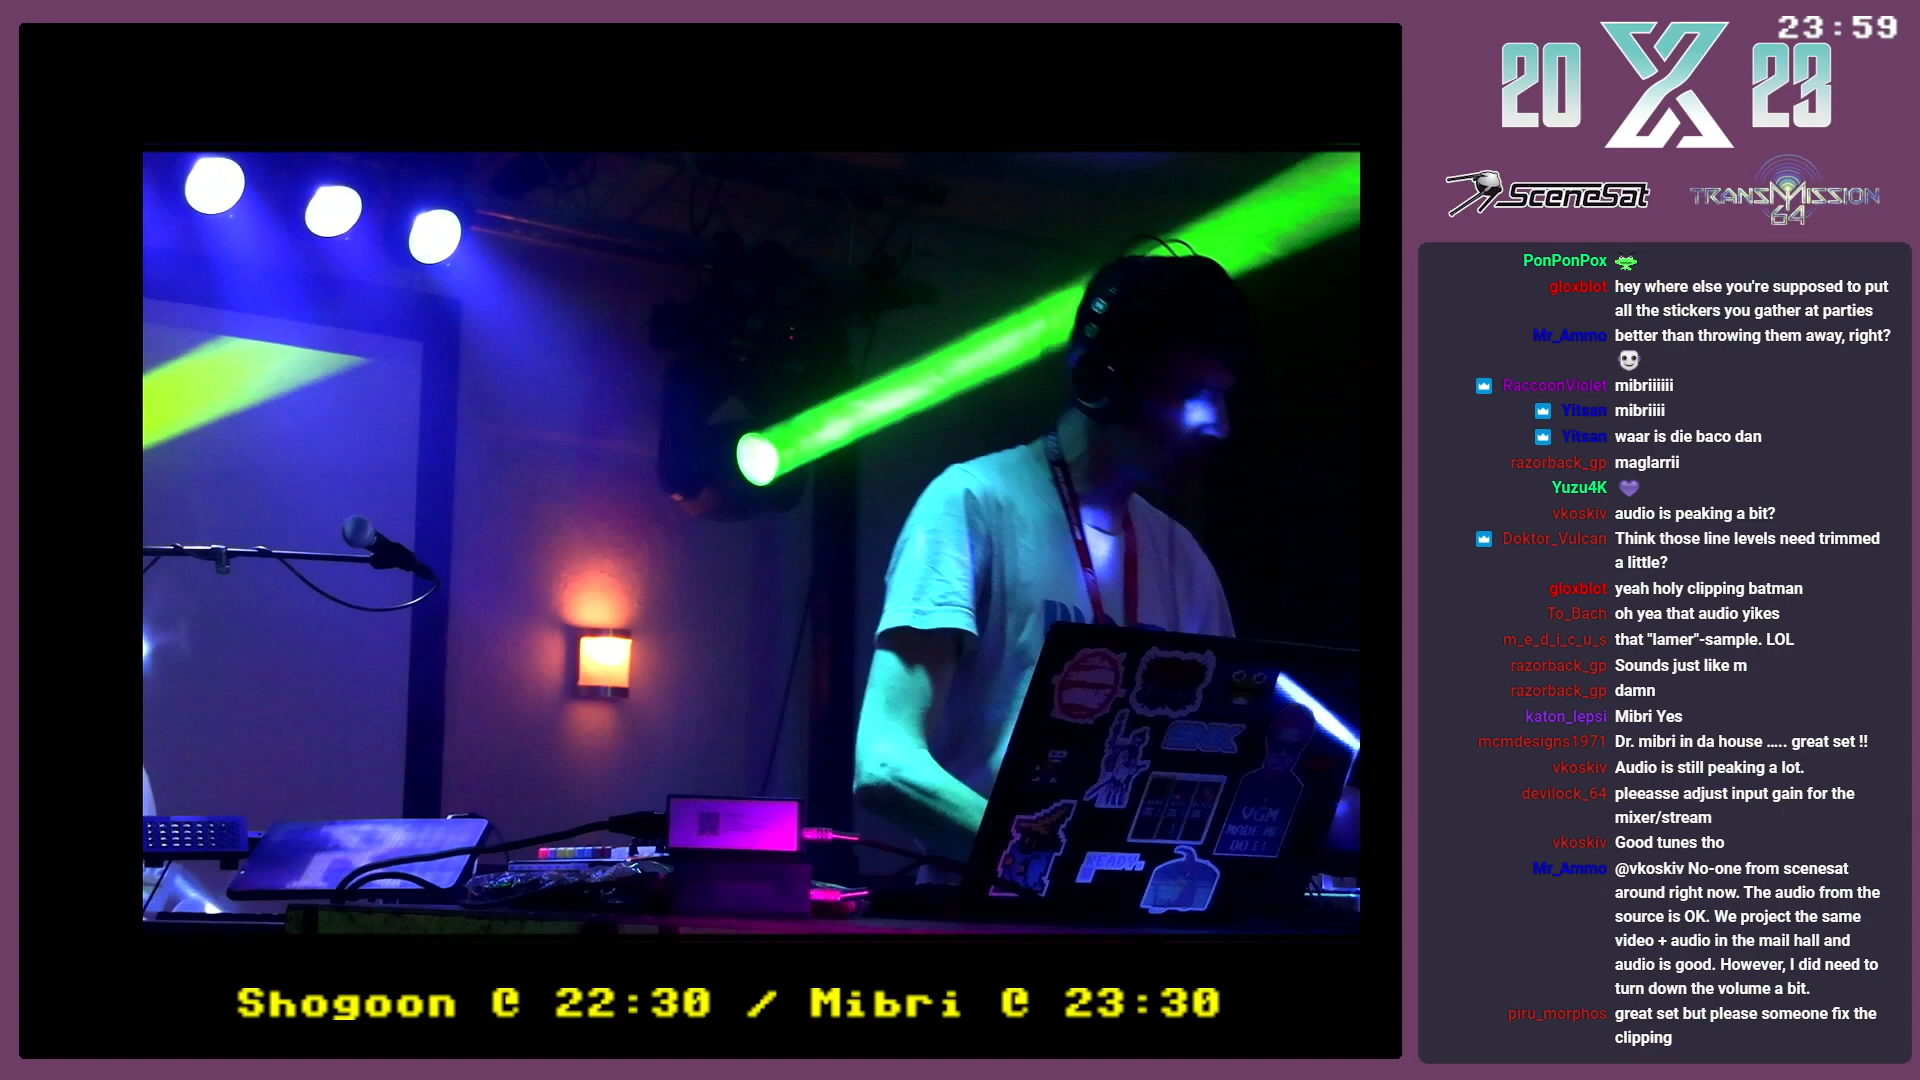 23:59
20 X 23
SCENESAT
TRANSMISSION
64
PonPonPox
gloxblot hey where else you're supposed to put
all the stickers you gather at parties
Mr_Ammo better than throwing them away, right?
RaccoonViolet mibriiiiii
Yitsan mibriiii
Yitsan waar is die baco dan
razorback_gp maglarrii
Yuzu4K
vkoskiv audio is peaking a bit?
Doktor_Vulcan Think those line levels need trimmed
a little?
gloxblot yeah holy clipping batman
To_Bach oh yea that audio yikes
m_e_d_i_c_u_s that "lamer"-sample. LOL
razorback_gp Sounds just like m
razorback_gp damn
katon_lepsi Mibri Yes
mcmdesigns1971 Dr. mibri in da house ..... great set !!
vkoskiv Audio is still peaking a lot.
devilock_64 pleeasse adjust input gain for the
mixer/stream
vkoskiv Good tunes tho
Mr_Ammo @vkoskiv No-one from scenesat
around right now. The audio from the
source is OK. We project the same
video + audio in the mail hall and
audio is good. However, I did need to
turn down the volume a bit.
piru_morphos great set but please someone fix the
clipping
SNK
VGM
MADE ME
DO IT!
READY.
Shogoon @ 22:30 / Mibri @ 23:30